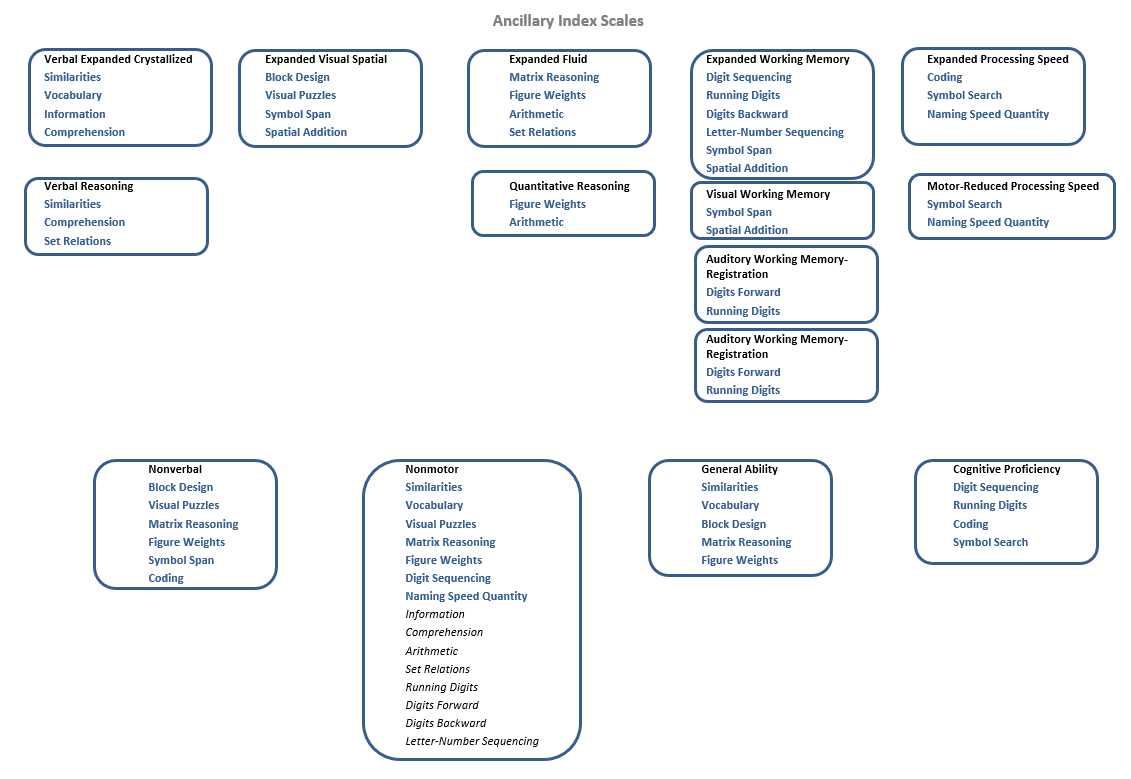 Ancillary Index Scales
Verbal Expanded Crystallized
Similarities
Vocabulary
Information
Comprehension
Expanded Visual Spatial
Block Design
Visual Puzzles
Symbol Span
Spatial Addition
Expanded Fluid
Matrix Reasoning
Figure Weights
Arithmetic
Set Relations
Expanded Working Memory
Digit Sequencing
Running Digits
Digits Backward
Letter-Number Sequencing
Symbol Span
Spatial Addition
Expanded Processing Speed
Coding
Symbol Search
Naming Speed Quantity
Verbal Reasoning
Similarities
Comprehension
Set Relations
Quantitative Reasoning
Figure Weights
Arithmetic
Visual Working Memory
Symbol Span
Spatial Addition
Motor-Reduced Processing Speed
Symbol Search
Naming Speed Quantity
Auditory Working Memory-
Registration
Digits Forward
Running Digits
Auditory Working Memory-
Registration
Digits Forward
Running Digits
Nonverbal
Block Design
Visual Puzzles
Matrix Reasoning
Figure Weights
Symbol Span
Coding
Nonmotor
Similarities
Vocabulary
Visual Puzzles
Matrix Reasoning
Figure Weights
Digit Sequencing
Naming Speed Quantity
Information
Comprehension
Arithmetic
Set Relations
Running Digits
Digits Forward
Digits Backward
Letter-Number Sequencing
General Ability
Similarities
Vocabulary
Block Design
Matrix Reasoning
Figure Weights
Cognitive Proficiency
Digit Sequencing
Running Digits
Coding
Symbol Search